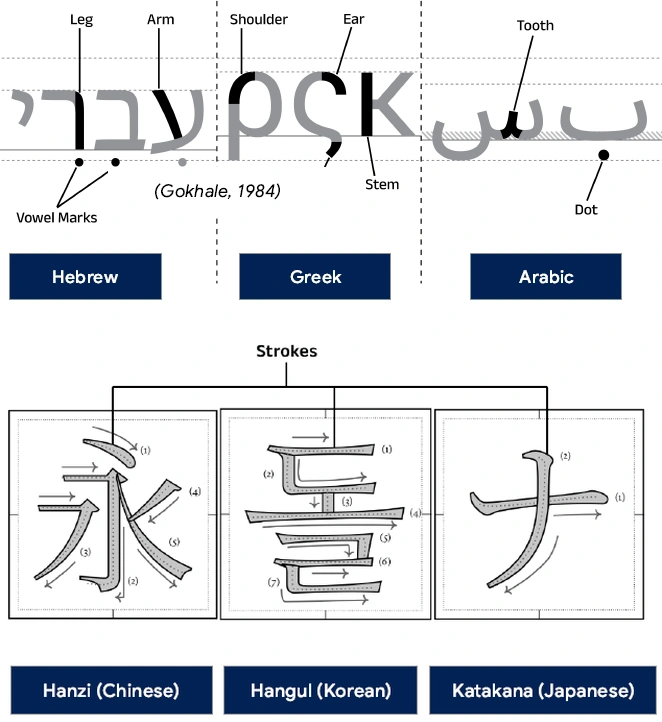 Leg Arm Shoulder Ear Tooth
עִבִרִי ρςκ ب س
Vowel Marks
(Gokhale, 1984)
Stem
Dot
Hebrew Greek Arabic
Strokes
永 돌 ナ
(1) (2) (3) (4) (5)
(1) (2) (3) (4) (5) (6) (7)
(1) (2)
Hanzi (Chinese) Hangul (Korean) Katakana (Japanese)